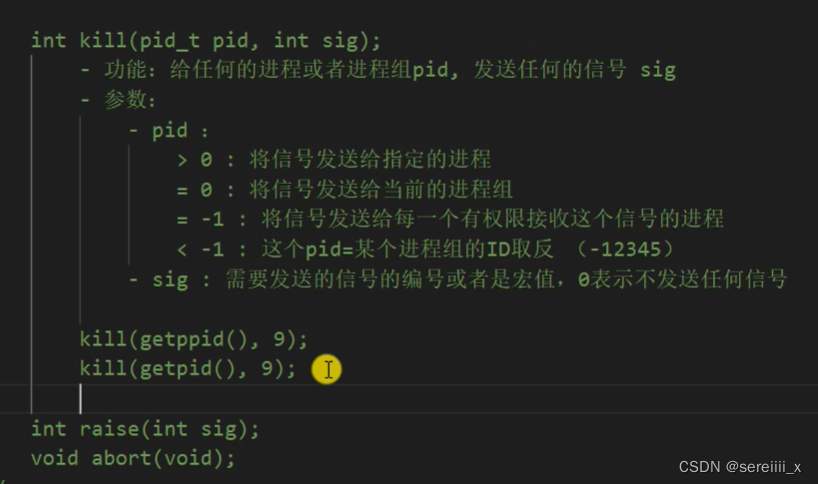 int kill(pid_t pid, int sig);
- 功能：给任何的进程或者进程组pid, 发送任何的信号 sig
- 参数：
- pid ：
> 0 : 将信号发送给指定的进程
= 0 : 将信号发送给当前的进程组
= -1 : 将信号发送给每一个有权限接收这个信号的进程
< -1 : 这个pid=某个进程组的ID取反 （-12345）
- sig : 需要发送的信号的编号或者是宏值，0表示不发送任何信号
kill(getppid(), 9);
kill(getpid(), 9);
int raise(int sig);
void abort(void);
CSDN @sereiiii_x